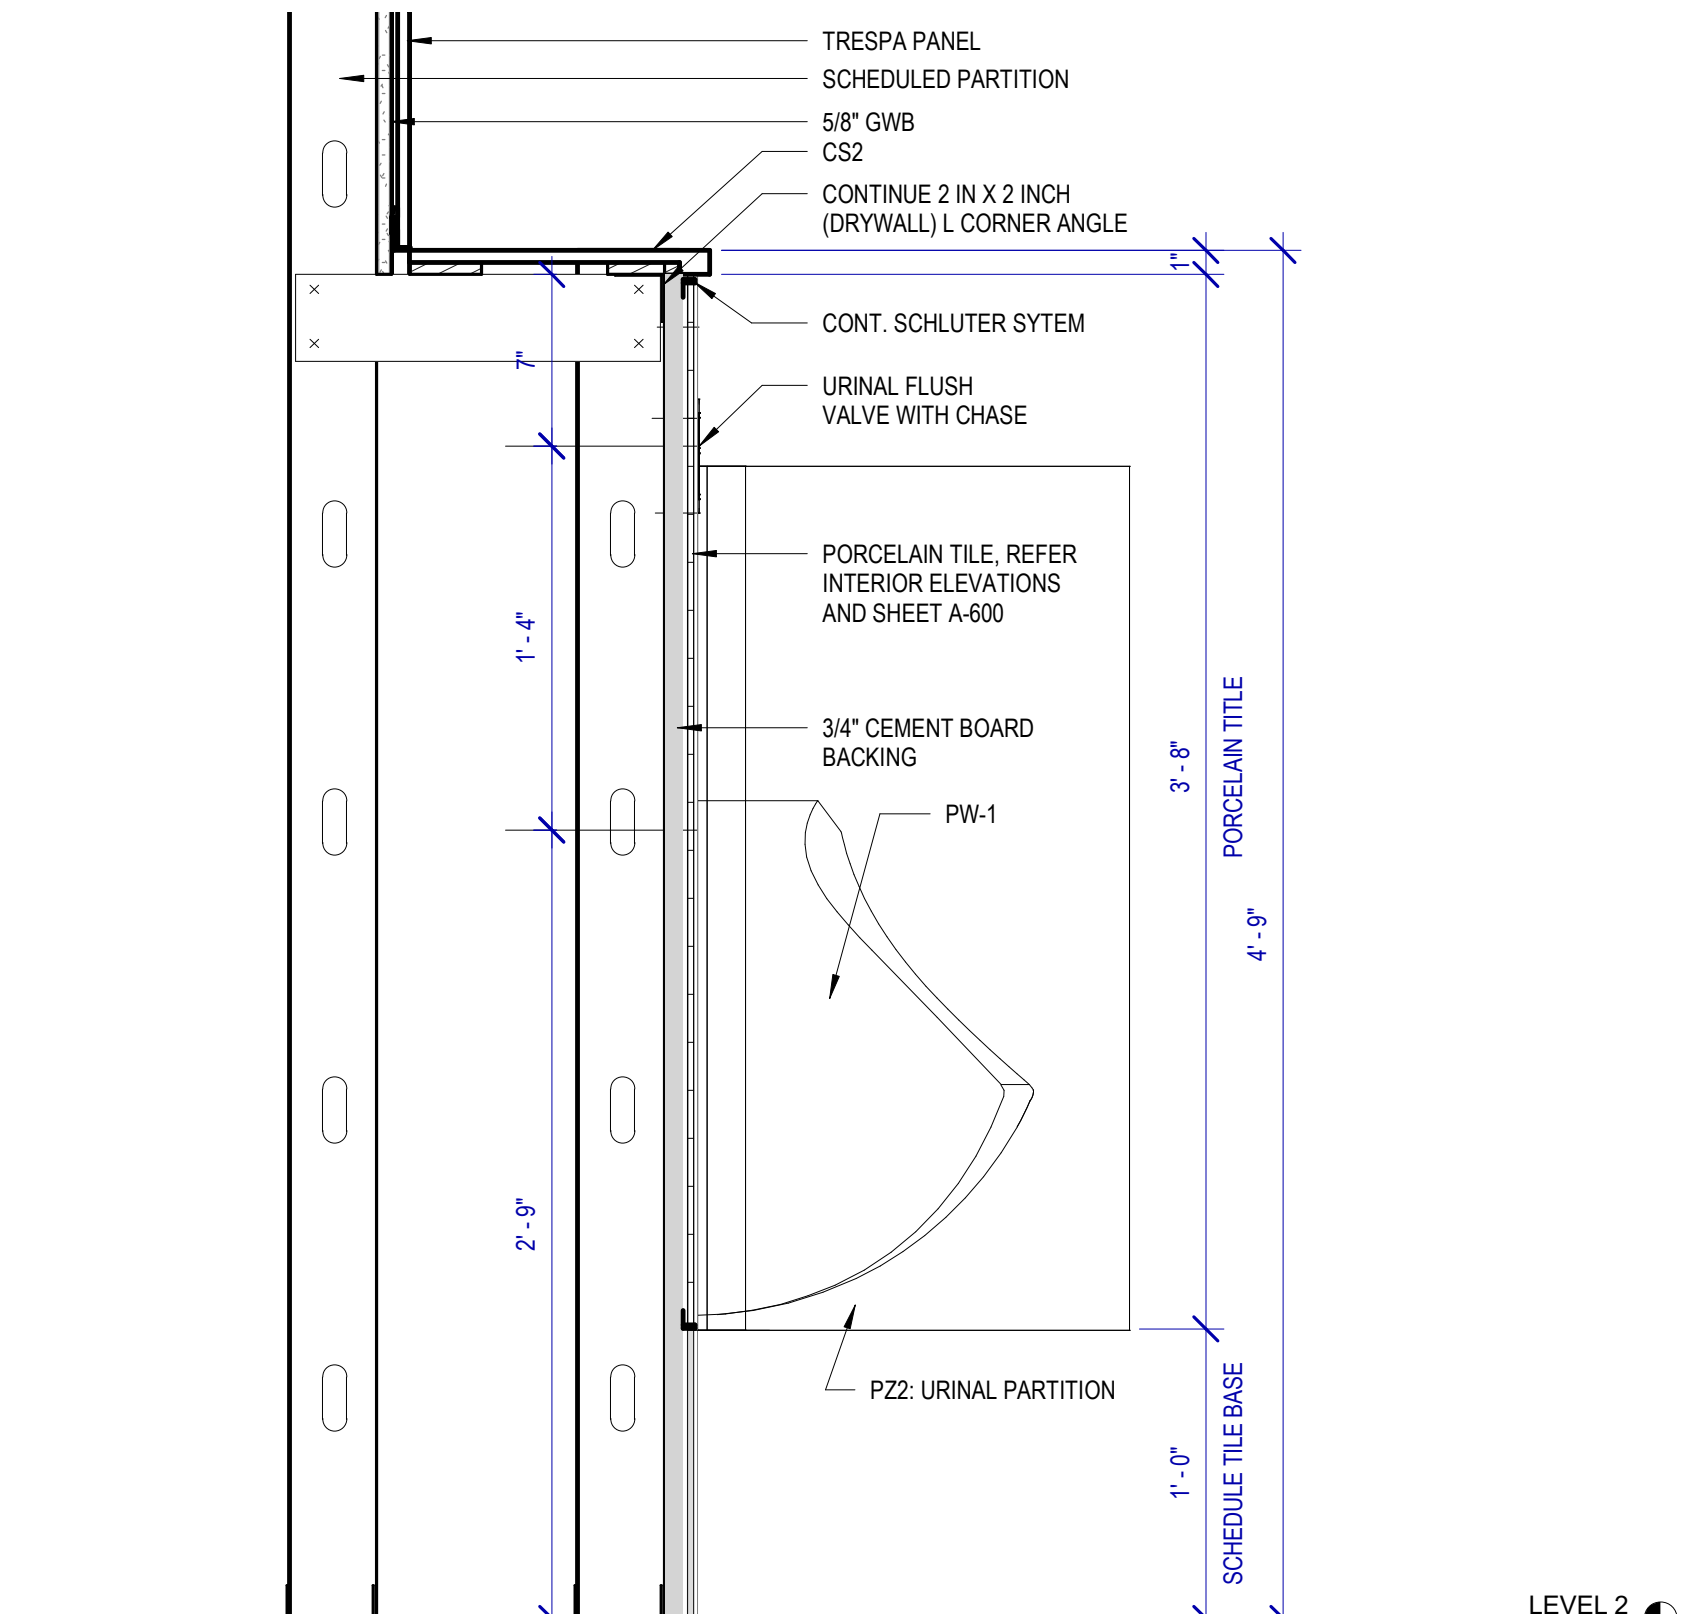 TRESPA PANEL
SCHEDULED PARTITION
5/8" GWB
CS2
CONTINUE 2 IN X 2 INCH
(DRYWALL) L CORNER ANGLE
1"
CONT. SCHLUTER SYTEM
7"
URINAL FLUSH
VALVE WITH CHASE
PORCELAIN TILE, REFER
INTERIOR ELEVATIONS
AND SHEET A-600
1' - 4"
3/4" CEMENT BOARD
BACKING
3' - 8"
PORCELAIN TITLE
PW-1
4' - 9"
2' - 9"
PZ2: URINAL PARTITION
1' - 0"
SCHEDULE TILE BASE
LEVEL 2